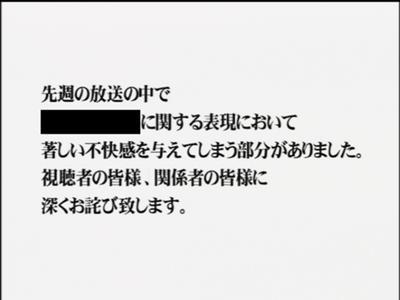 先週の放送の中で
に関する表現において
著しい不快感を与えてしまう部分がありました。
視聴者の皆様、関係者の皆様に
深くお詫び致します。